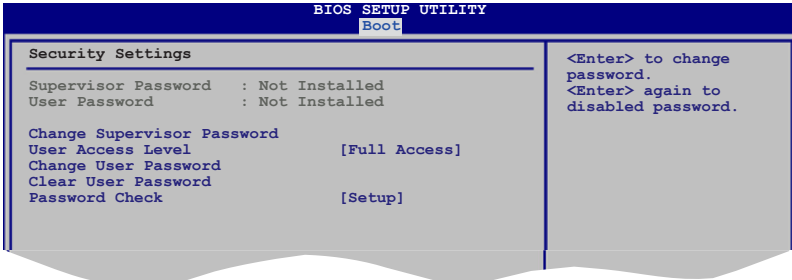 BIOS SETUP UTILITY
Boot
Security Settings
Supervisor Password : Not Installed
User Password : Not Installed
Change Supervisor Password
User Access Level [Full Access]
Change User Password
Clear User Password
Password Check [Setup]
<Enter> to change
password.
<Enter> again to
disabled password.